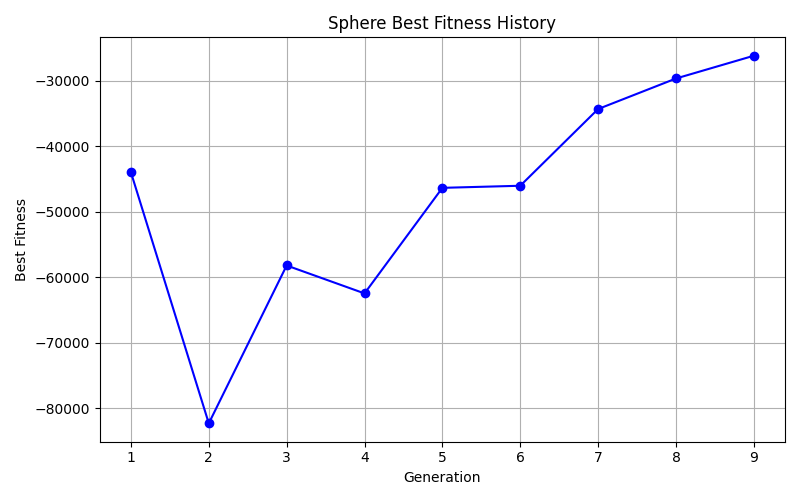 Sphere Best Fitness History
Best Fitness
−30000
−40000
−50000
−60000
−70000
−80000
1 2 3 4 5 6 7 8 9
Generation